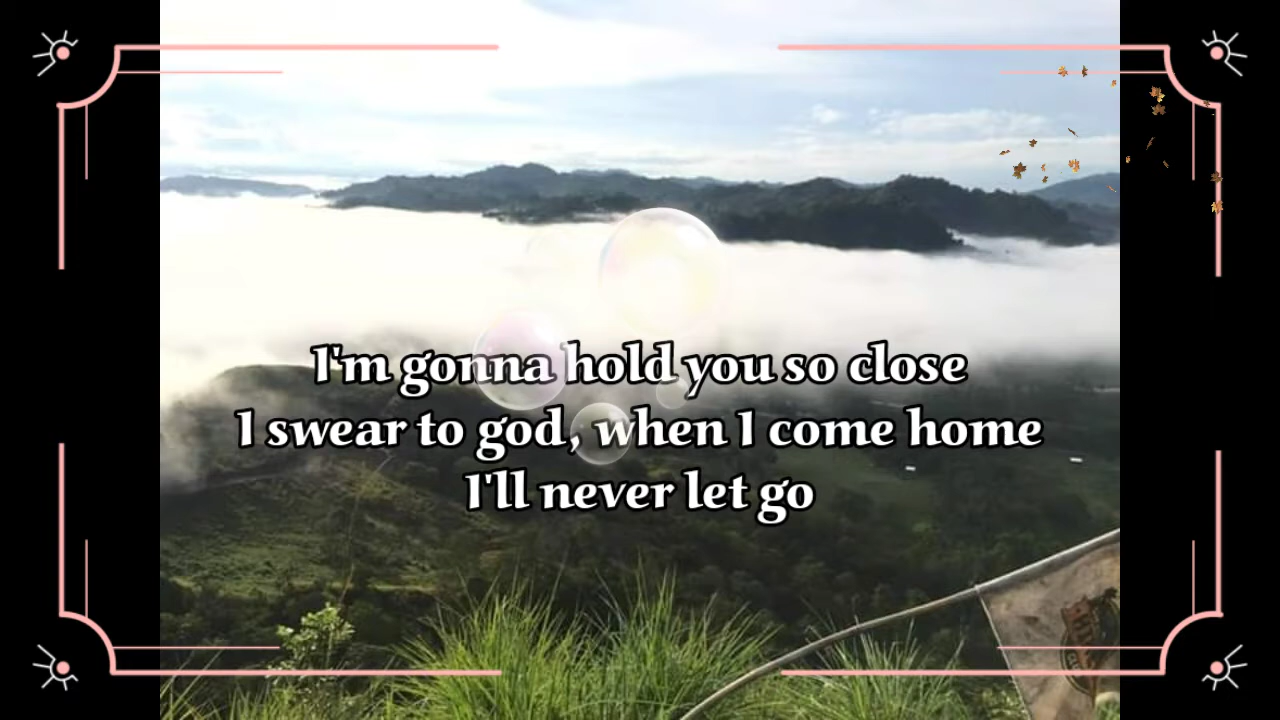 I'm gonna hold you so close
I swear to god, when I come home
I'll never let go